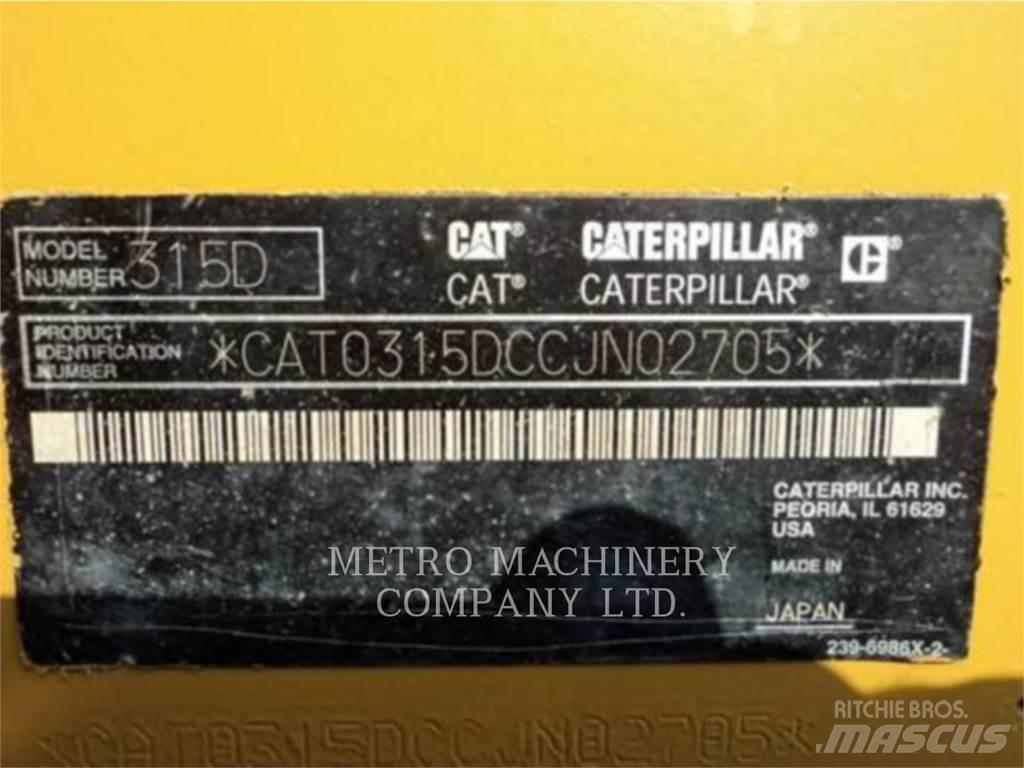 MODEL NUMBER 315D
CAT® CATERPILLAR®
CAT® CATERPILLAR®
PRODUCT IDENTIFICATION NUMBER *CAT0315DCCJN02705*
CATERPILLAR INC.
PEORIA, IL 61629
USA
MADE IN
JAPAN
239-6986X-2-
METRO MACHINERY
COMPANY LTD.
*CAT0315DCCJN02705*
RITCHIE BROS.
MASCUS